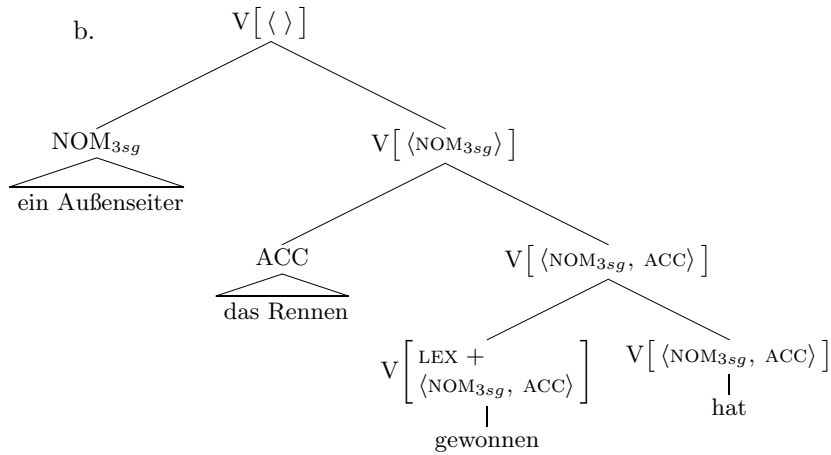 b.
V[⟨ ⟩]
NOM3sg
V[⟨NOM3sg⟩]
ein Außenseiter
ACC
V[⟨NOM3sg, ACC⟩]
das Rennen
V[LEX +
⟨NOM3sg, ACC⟩]
V[⟨NOM3sg, ACC⟩]
gewonnen
hat